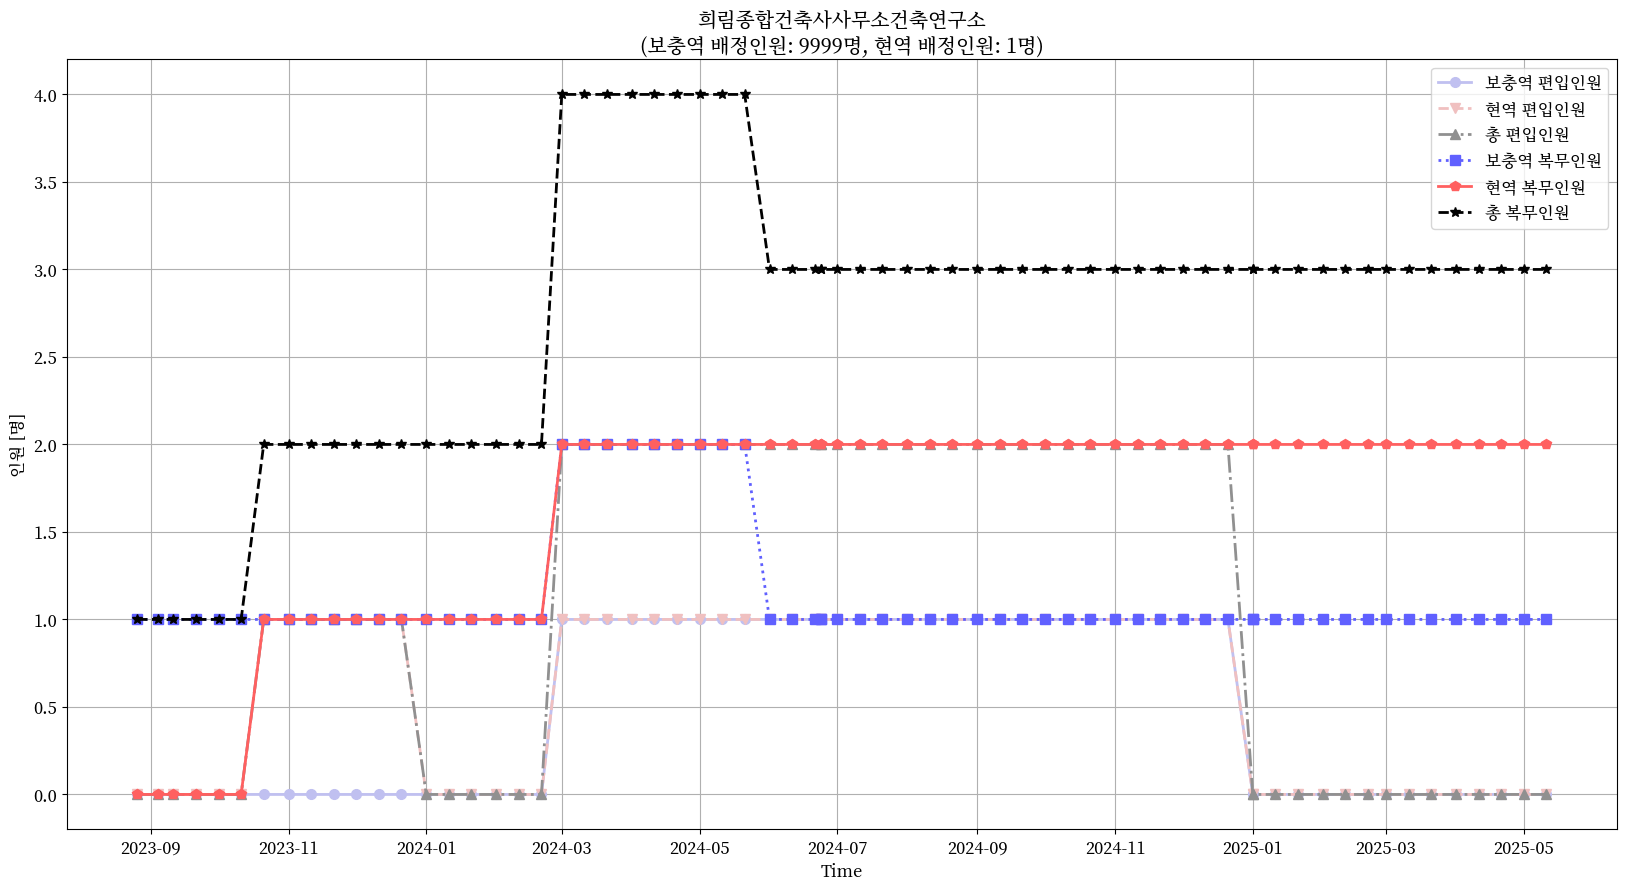 희림종합건축사사무소건축연구소
(보충역 배정인원: 9999명, 현역 배정인원: 1명)
보충역 편입인원
현역 편입인원
총 편입인원
보충역 복무인원
현역 복무인원
총 복무인원
인원 [명]
4.0
3.5
3.0
2.5
2.0
1.5
1.0
0.5
0.0
2023-09
2023-11
2024-01
2024-03
2024-05
2024-07
2024-09
2024-11
2025-01
2025-03
2025-05
Time